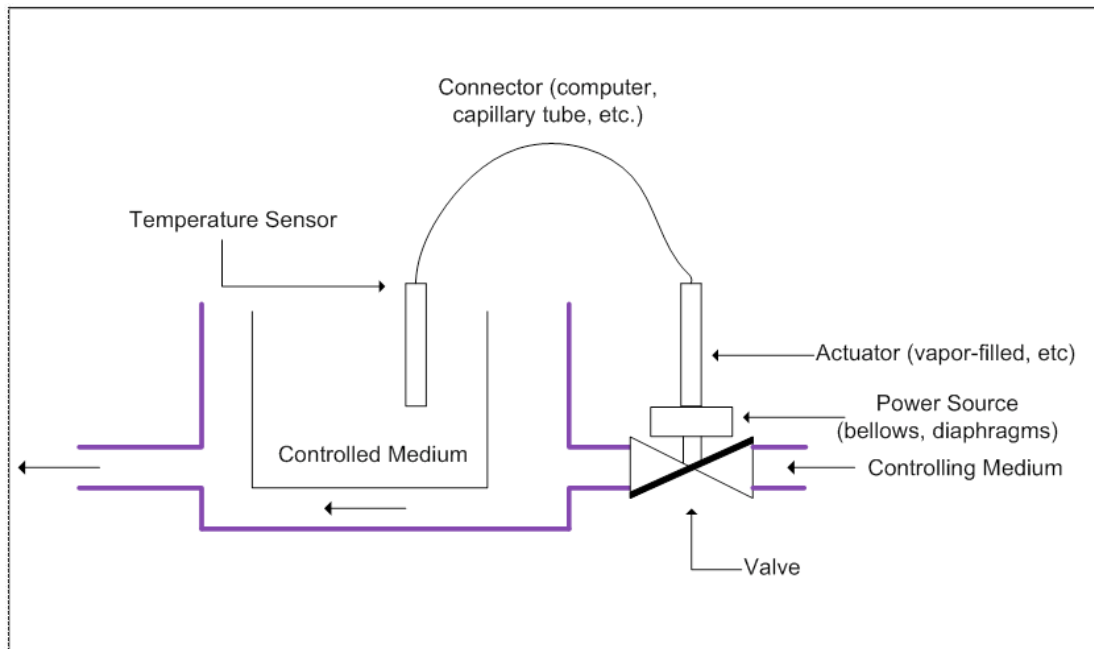 Connector (computer,
capillary tube, etc.)
Temperature Sensor
Actuator (vapor-filled, etc)
Power Source
(bellows, diaphragms)
Controlled Medium
Controlling Medium
Valve